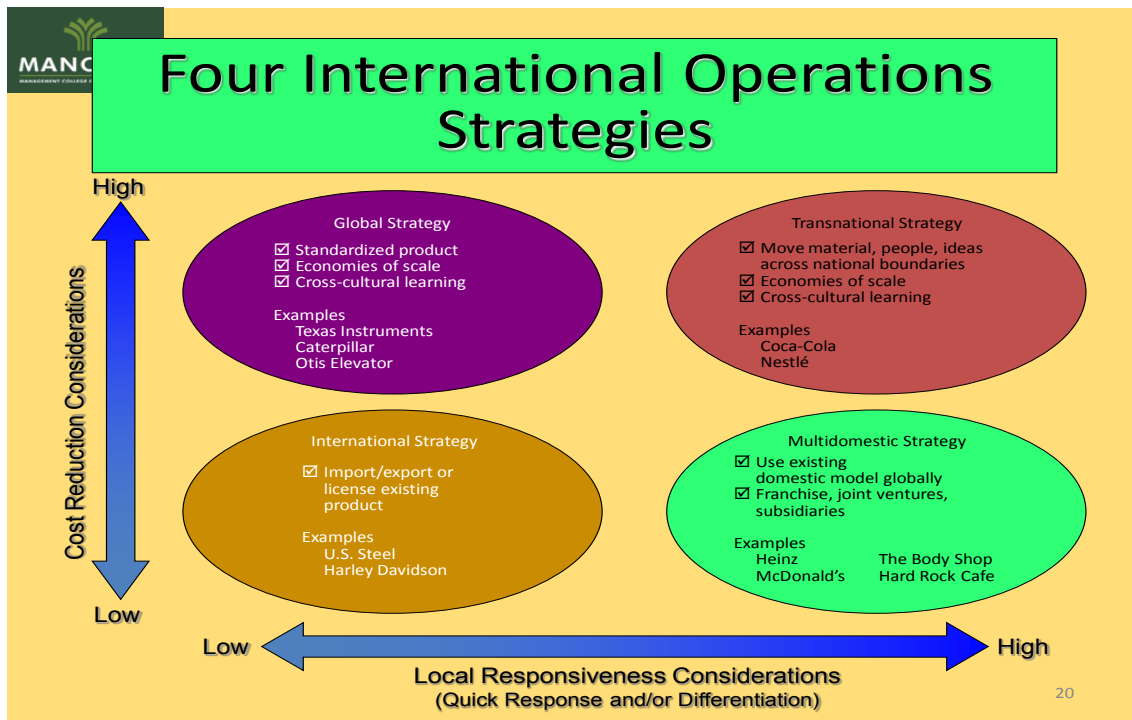 MANC
MANAGEMENT COLLEGE
Four International Operations
Strategies
High
Cost Reduction Considerations
Low
Global Strategy
☑ Standardized product
☑ Economies of scale
☑ Cross-cultural learning
Examples
Texas Instruments
Caterpillar
Otis Elevator
Transnational Strategy
☑ Move material, people, ideas
across national boundaries
☑ Economies of scale
☑ Cross-cultural learning
Examples
Coca-Cola
Nestlé
International Strategy
☑ Import/export or
license existing
product
Examples
U.S. Steel
Harley Davidson
Multidomestic Strategy
☑ Use existing
domestic model globally
☑ Franchise, joint ventures,
subsidiaries
Examples
Heinz The Body Shop
McDonald's Hard Rock Cafe
Low
High
Local Responsiveness Considerations
(Quick Response and/or Differentiation)
20